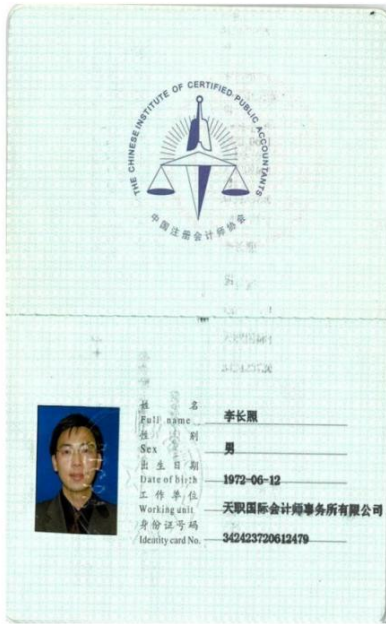 THE CHINESE INSTITUTE OF CERTIFIED PUBLIC ACCOUNTANTS
中国注册会计师协会
姓 名
Full name
李长照
性 别
Sex
男
出生日期
Date of birth
1972-06-12
工作单位
Working unit
天职国际会计师事务所有限公司
身份证号码
Identity card No.
342423720612479